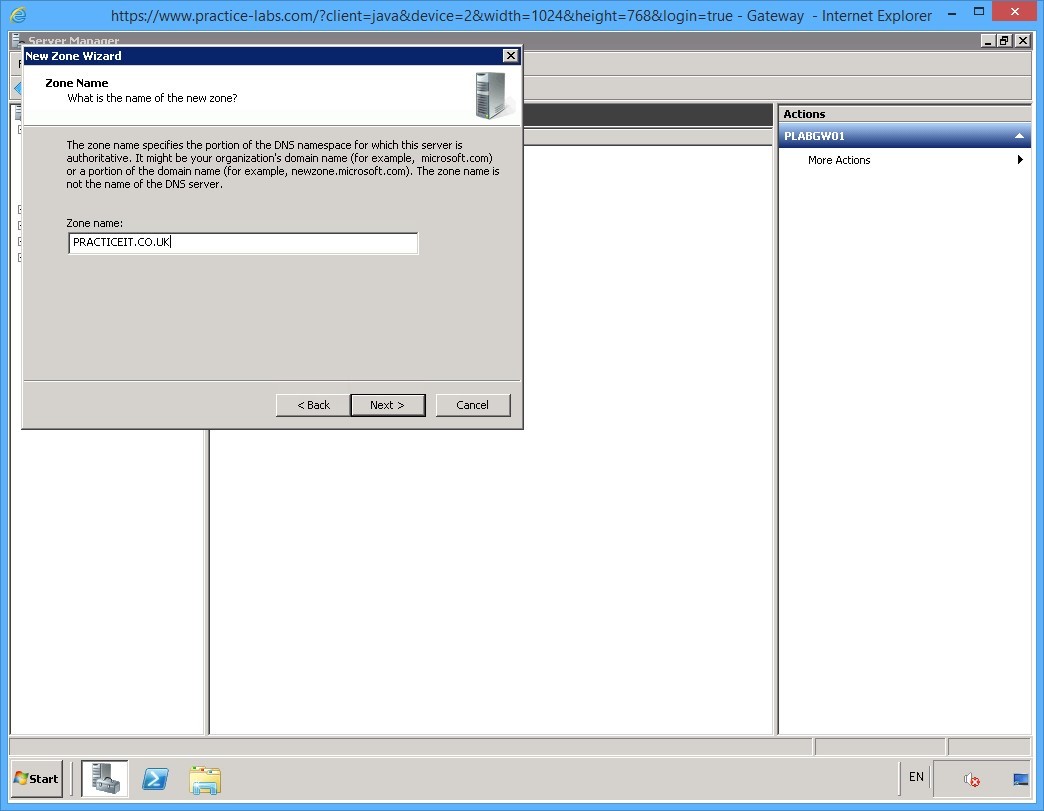 https://www.practice-labs.com/?client=java&device=2&width=1024&height=768&login=true - Gateway - Internet Explorer
Server Manager
New Zone Wizard
Zone Name
What is the name of the new zone?
The zone name specifies the portion of the DNS namespace for which this server is
authoritative. It might be your organization's domain name (for example, microsoft.com)
or a portion of the domain name (for example, newzone.microsoft.com). The zone name is
not the name of the DNS server.
Zone name:
PRACTICEIT.CO.UK
< Back
Next >
Cancel
Actions
PLABGW01
More Actions
Start
EN